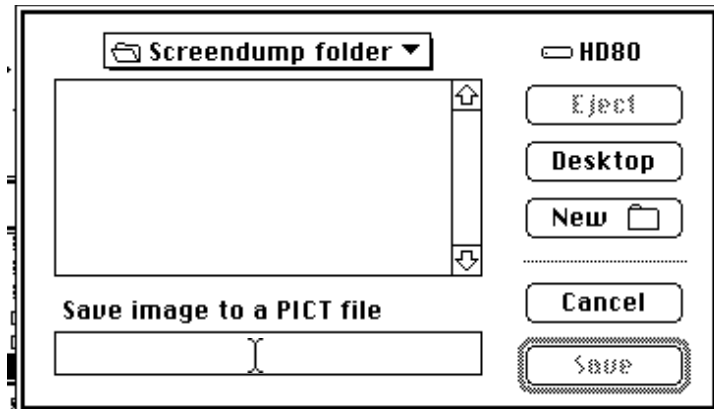 Screendump folder
HD80
Eject
Desktop
New
Save image to a PICT file
Cancel
Save